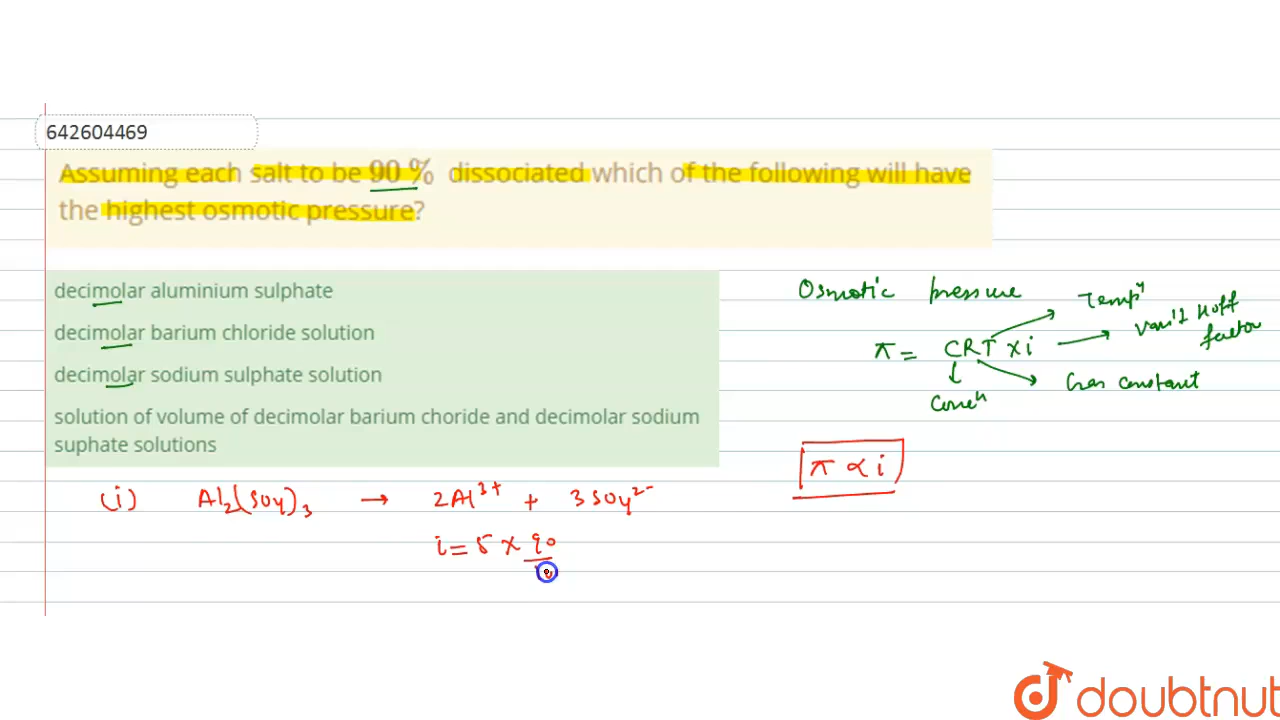 642604469
Assuming each salt to be 90 % dissociated which of the following will have
the highest osmotic pressure?
decimolar aluminium sulphate
decimolar barium chloride solution
decimolar sodium sulphate solution
solution of volume of decimolar barium choride and decimolar sodium
suphate solutions
Osmotic pressure
π = CRT × i
Tempʳ
Van't Hoff
factor
Gas constant
Concⁿ
π ∝ i
(i) Al₂(SO₄)₃ → 2Al³⁺ + 3SO₄²⁻
i = 5 × 90
doubtnut